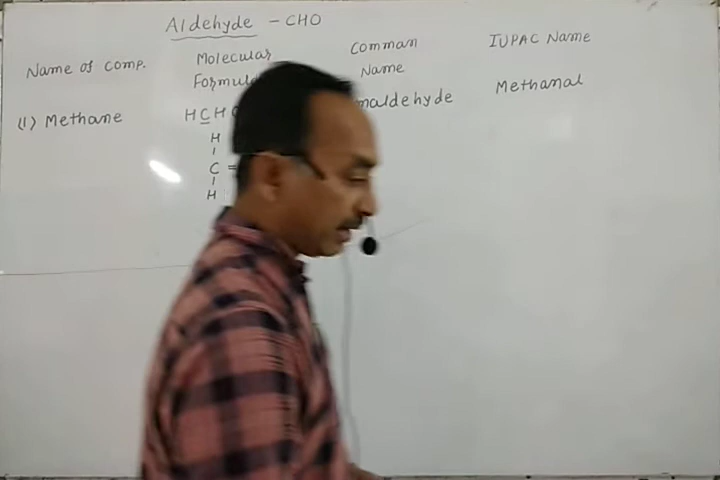 Aldehyde - CHO
Name of comp. Molecular Formul Comman Name IUPAC Name
(1) Methane HCH maldehyde Methanal
H
C =
H